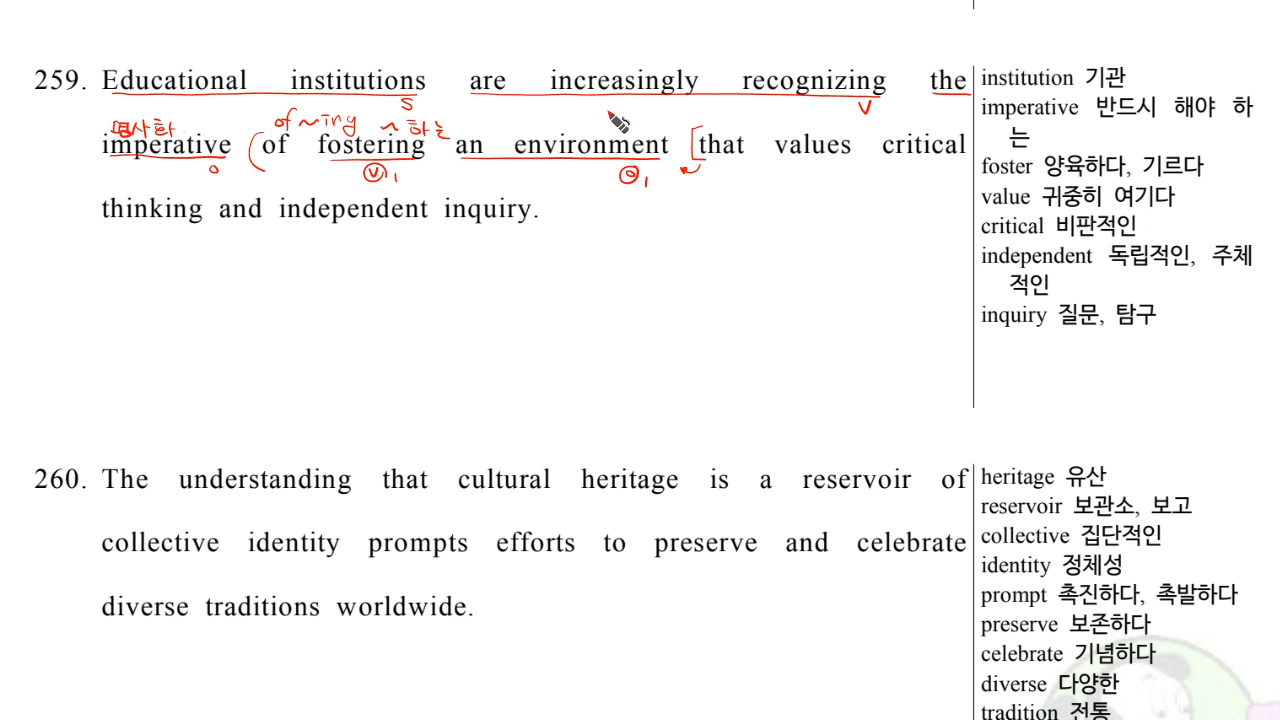 259. Educational institutions are increasingly recognizing the
S V
명사화 of ~ing ~하는
imperative of fostering an environment [that values critical
O V1 O1
thinking and independent inquiry.
institution 기관
imperative 반드시 해야 하
는
foster 양육하다, 기르다
value 귀중히 여기다
critical 비판적인
independent 독립적인, 주체
적인
inquiry 질문, 탐구
260. The understanding that cultural heritage is a reservoir of
collective identity prompts efforts to preserve and celebrate
diverse traditions worldwide.
heritage 유산
reservoir 보관소, 보고
collective 집단적인
identity 정체성
prompt 촉진하다, 촉발하다
preserve 보존하다
celebrate 기념하다
diverse 다양한
tradition 전통